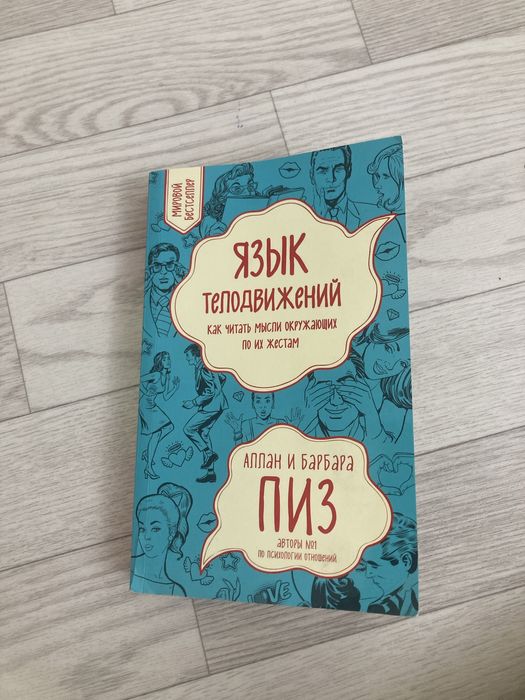 МИРОВОЙ
БЕСТСЕЛЛЕР
ЯЗЫК
ТЕЛОДВИЖЕНИЙ
КАК ЧИТАТЬ МЫСЛИ ОКРУЖАЮЩИХ
ПО ИХ ЖЕСТАМ
АЛЛАН И БАРБАРА
ПИЗ
АВТОРЫ №1
ПО ПСИХОЛОГИИ ОТНОШЕНИЙ
LOVE